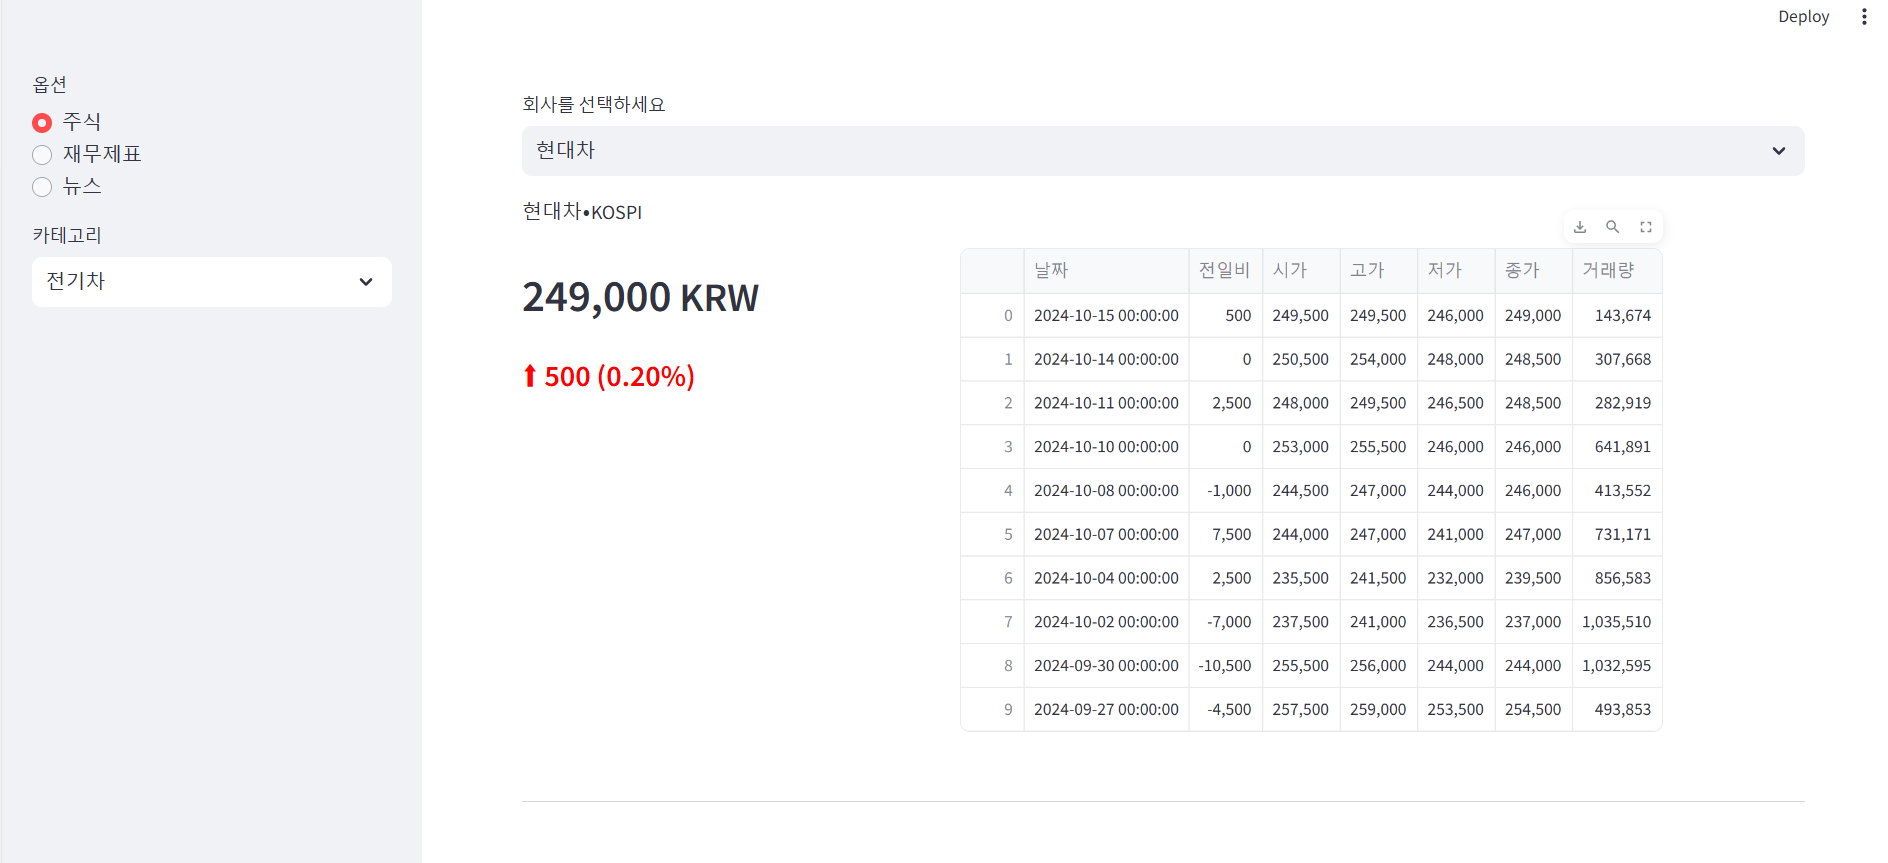 Deploy
옵션
주식
재무제표
뉴스
카테고리
전기차
회사를 선택하세요
현대차
현대차•KOSPI
249,000 KRW
⬆ 500 (0.20%)
날짜 전일비 시가 고가 저가 종가 거래량
0 2024-10-15 00:00:00 500 249,500 249,500 246,000 249,000 143,674
1 2024-10-14 00:00:00 0 250,500 254,000 248,000 248,500 307,668
2 2024-10-11 00:00:00 2,500 248,000 249,500 246,500 248,500 282,919
3 2024-10-10 00:00:00 0 253,000 255,500 246,000 246,000 641,891
4 2024-10-08 00:00:00 -1,000 244,500 247,000 244,000 246,000 413,552
5 2024-10-07 00:00:00 7,500 244,000 247,000 241,000 247,000 731,171
6 2024-10-04 00:00:00 2,500 235,500 241,500 232,000 239,500 856,583
7 2024-10-02 00:00:00 -7,000 237,500 241,000 236,500 237,000 1,035,510
8 2024-09-30 00:00:00 -10,500 255,500 256,000 244,000 244,000 1,032,595
9 2024-09-27 00:00:00 -4,500 257,500 259,000 253,500 254,500 493,853